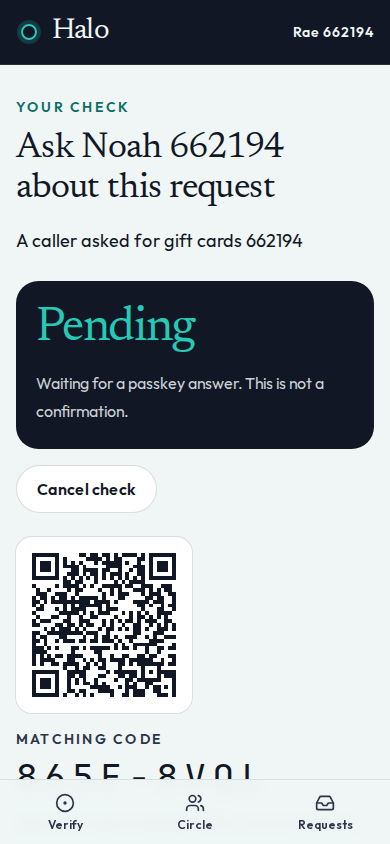 Halo
Rae 662194
YOUR CHECK
Ask Noah 662194
about this request
A caller asked for gift cards 662194
Pending
Waiting for a passkey answer. This is not a
confirmation.
Cancel check
MATCHING CODE
Verify
Circle
Requests